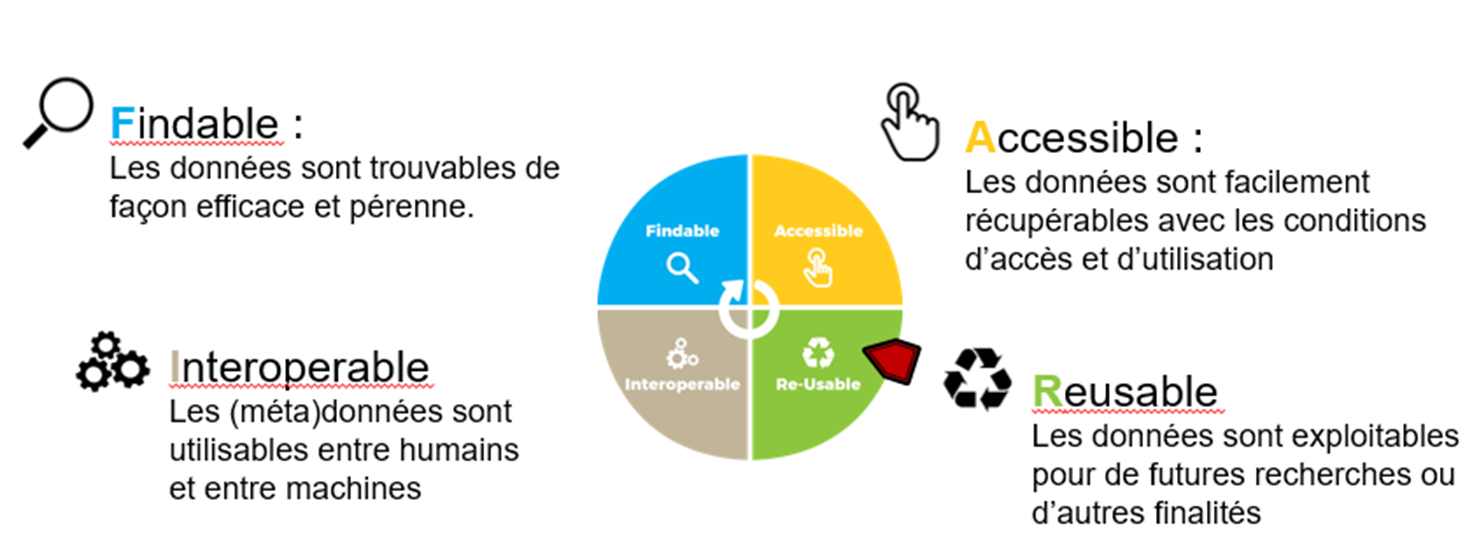 Findable :
Les données sont trouvables de
façon efficace et pérenne.
Accessible :
Les données sont facilement
récupérables avec les conditions
d’accès et d’utilisation
Findable
Accessible
Interoperable
Re-Usable
Interoperable
Les (méta)données sont
utilisables entre humains
et entre machines
Reusable
Les données sont exploitables
pour de futures recherches ou
d’autres finalités